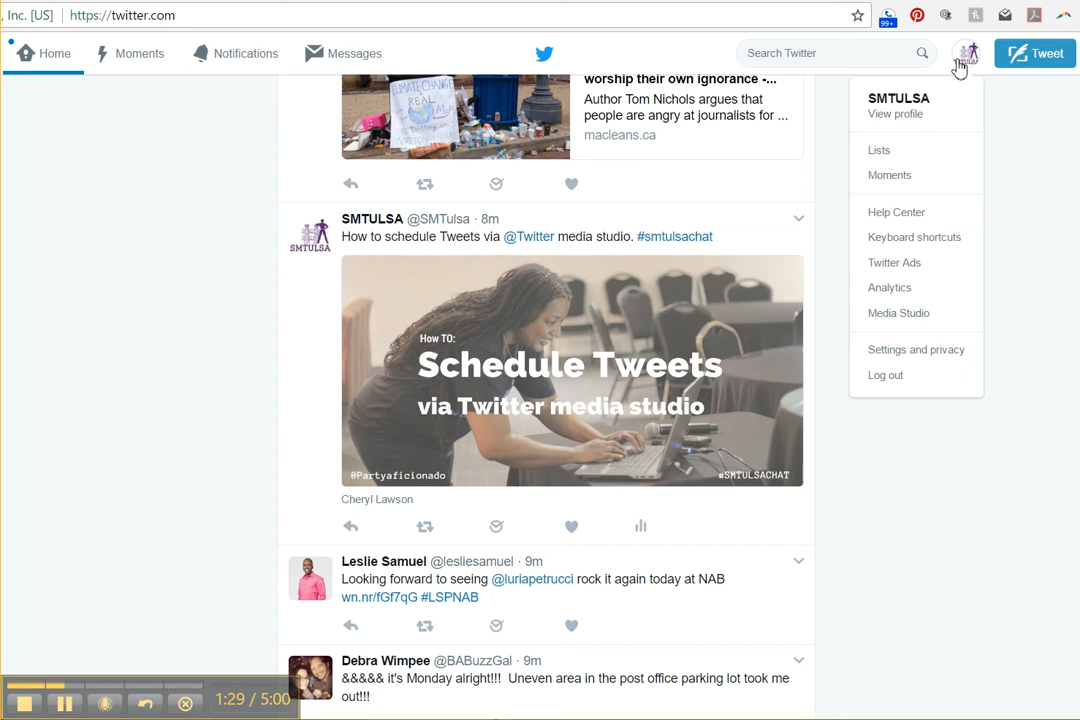 , Inc. [US] https://twitter.com
99+
Home Moments Notifications Messages Search Twitter Tweet
SMTULSA
View profile
Lists
Moments
Help Center
Keyboard shortcuts
Twitter Ads
Analytics
Media Studio
Settings and privacy
Log out
CLIMATE CHANGE
REAL
worship their own ignorance -...
Author Tom Nichols argues that
people are angry at journalists for ...
macleans.ca
SMTULSA
SMTULSA @SMTulsa · 8m
How to schedule Tweets via @Twitter media studio. #smtulsachat
How TO:
Schedule Tweets
via Twitter media studio
@Partyaficionado #SMTULSACHAT
Cheryl Lawson
Leslie Samuel @lesliesamuel · 9m
Looking forward to seeing @luriapetrucci rock it again today at NAB
wn.nr/fGf7qG #LSPNAB
Debra Wimpee @BABuzzGal · 9m
&&&&& it's Monday alright!!! Uneven area in the post office parking lot took me
out!!!
1:29 / 5:00